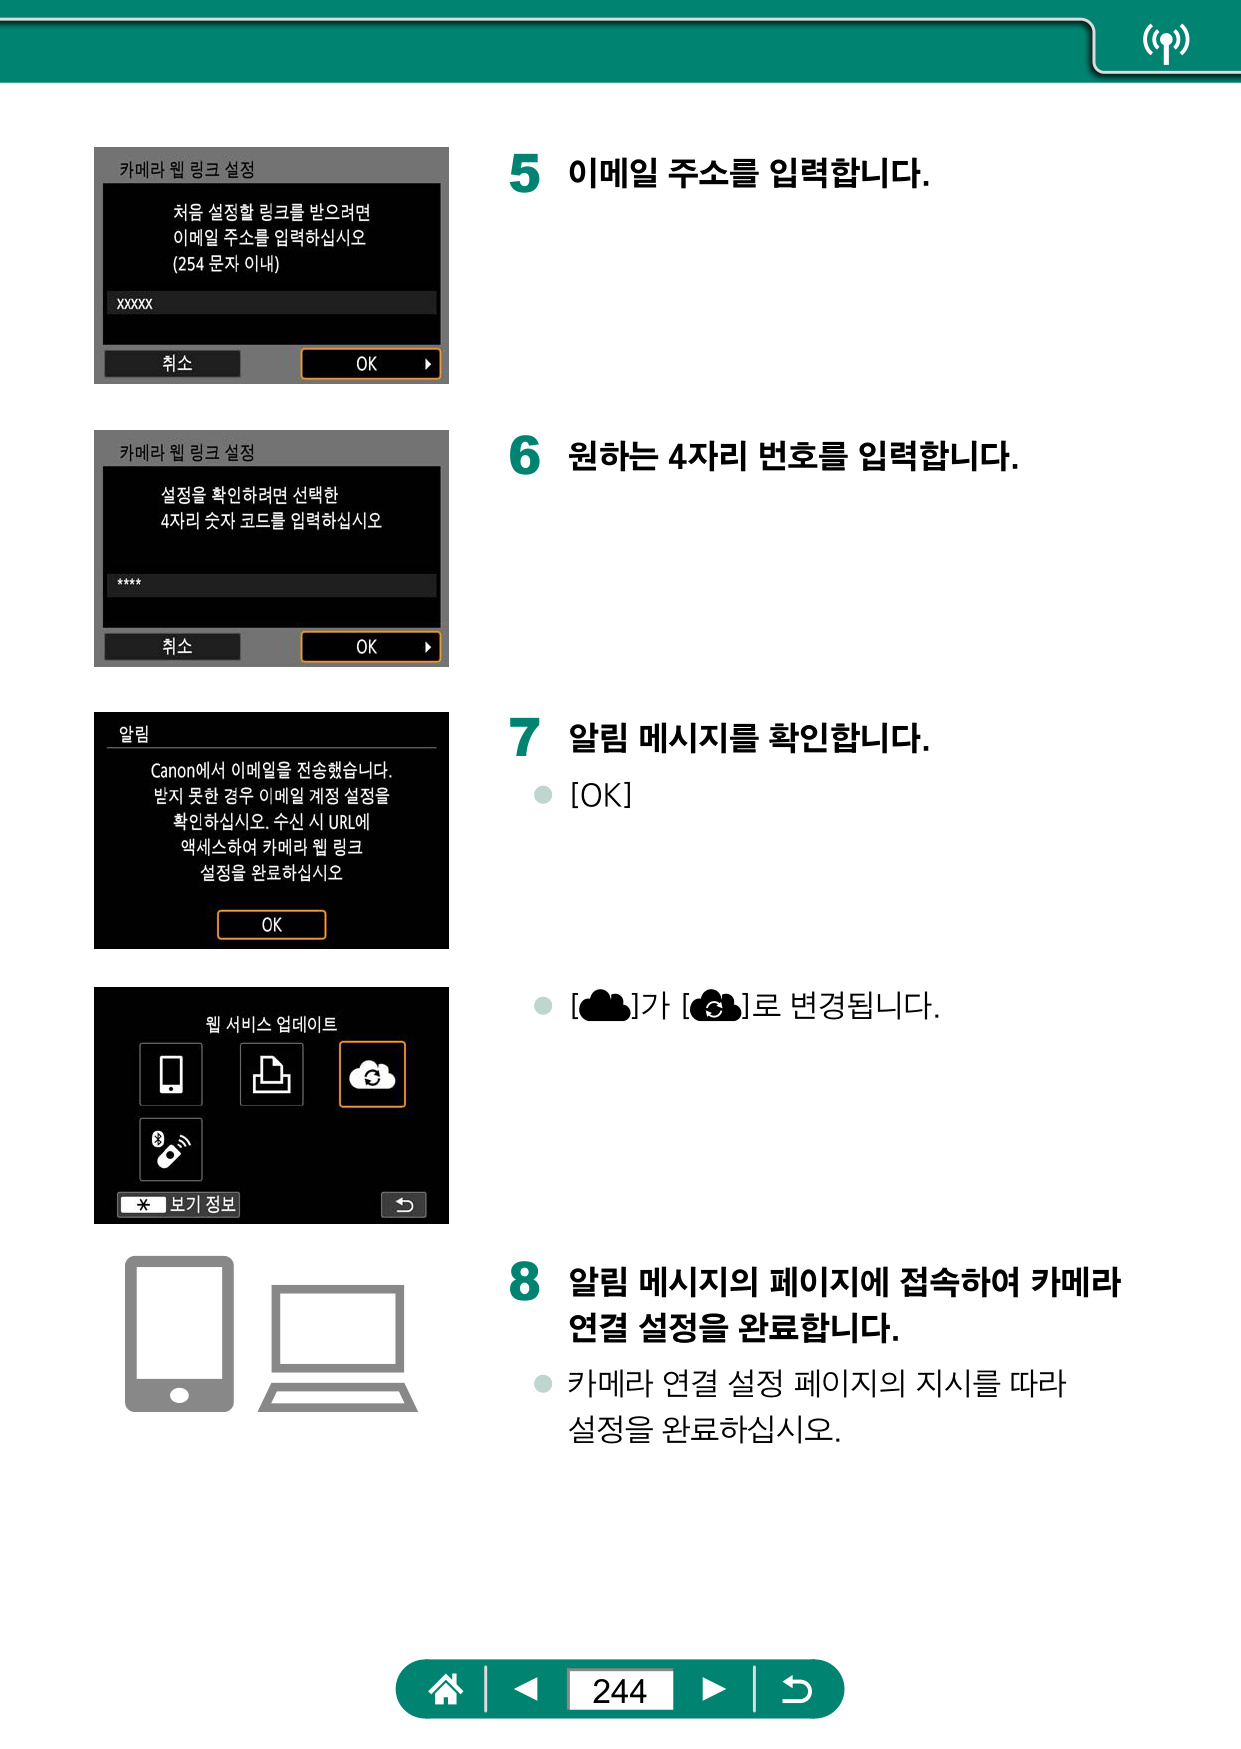 카메라 웹 링크 설정
처음 설정할 링크를 받으려면
이메일 주소를 입력하십시오
(254 문자 이내)
xxxxx
취소
OK
5 이메일 주소를 입력합니다.
카메라 웹 링크 설정
설정을 확인하려면 선택한
4자리 숫자 코드를 입력하십시오
****
취소
OK
6 원하는 4자리 번호를 입력합니다.
알림
Canon에서 이메일을 전송했습니다.
받지 못한 경우 이메일 계정 설정을
확인하십시오. 수신 시 URL에
액세스하여 카메라 웹 링크
설정을 완료하십시오
OK
7 알림 메시지를 확인합니다.
● [OK]
웹 서비스 업데이트
보기 정보
● []가 []로 변경됩니다.
8 알림 메시지의 페이지에 접속하여 카메라
연결 설정을 완료합니다.
● 카메라 연결 설정 페이지의 지시를 따라
설정을 완료하십시오.
244